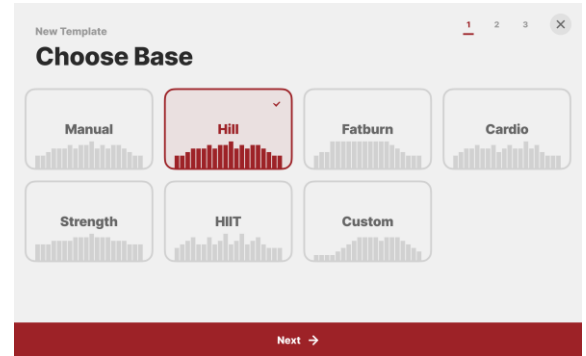 New Template
1 2 3
Choose Base
Manual
Hill
Fatburn
Cardio
Strength
HIIT
Custom
Next